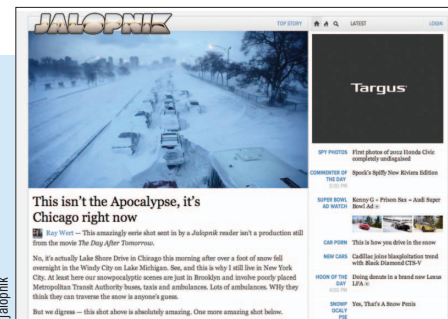 JALOPNIK
TOP STORY
LATEST
LOGIN
Targus
This isn't the Apocalypse, it's
Chicago right now
Ray Wert — This amazingly eerie shot sent in by a Jalopnik reader isn't a production still
from the movie The Day After Tomorrow.
No, it's actually Lake Shore Drive in Chicago this morning after over a foot of snow fell
overnight in the Windy City on Lake Michigan. See, and this is why I still live in New York
City. At least here our snowpocalyptic scenes are just in Brooklyn and involve poorly placed
Metropolitan Transit Authority buses, taxis and ambulances. Lots of ambulances. WHy they
think they can traverse the snow is anyone's guess.
But we digress — this shot above is absolutely amazing. One more amazing shot below.
SPY PHOTOS First photos of 2012 Honda Civic
completely undisguised
COMMENTER OF
THE DAY
Spock's Spiffy New Riviera Edition
SUPER BOWL
AD WATCH
Kenny G + Prison Sax = Audi Super
Bowl Ad
CAR PORN This is how you drive in the snow
NEW CARS Cadillac joins blaxploitation trend
with Black Diamond CTS-V
HOON OF THE
DAY
Doing donuts in a brand new Lexus
LFA
SNOWP
OCALY
PSE
Yes, That's A Snow Penis
Jalopnik